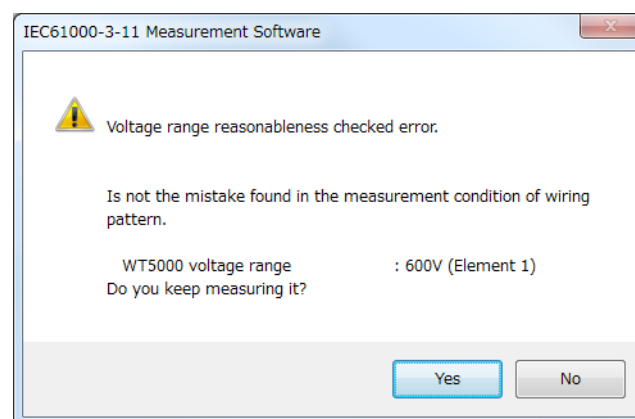 IEC61000-3-11 Measurement Software
Voltage range reasonableness checked error.
Is not the mistake found in the measurement condition of wiring
pattern.
WT5000 voltage range : 600V (Element 1)
Do you keep measuring it?
Yes No